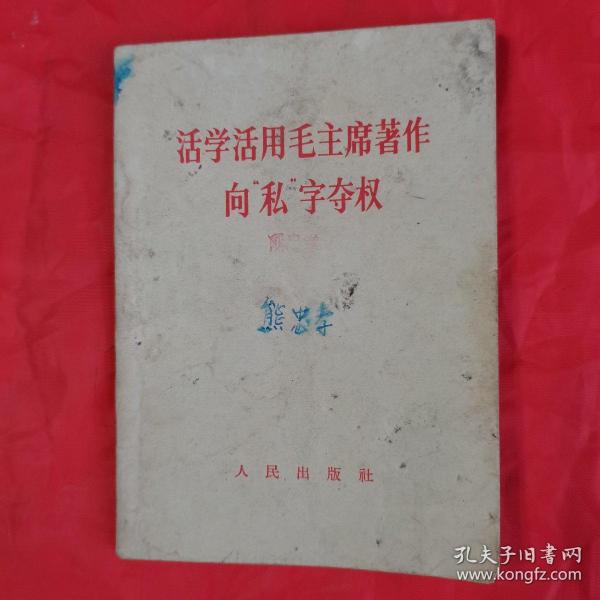 活学活用毛主席著作
向“私”字夺权
熊忠孝
人民出版社
孔夫子旧书网
www.kongfz.com